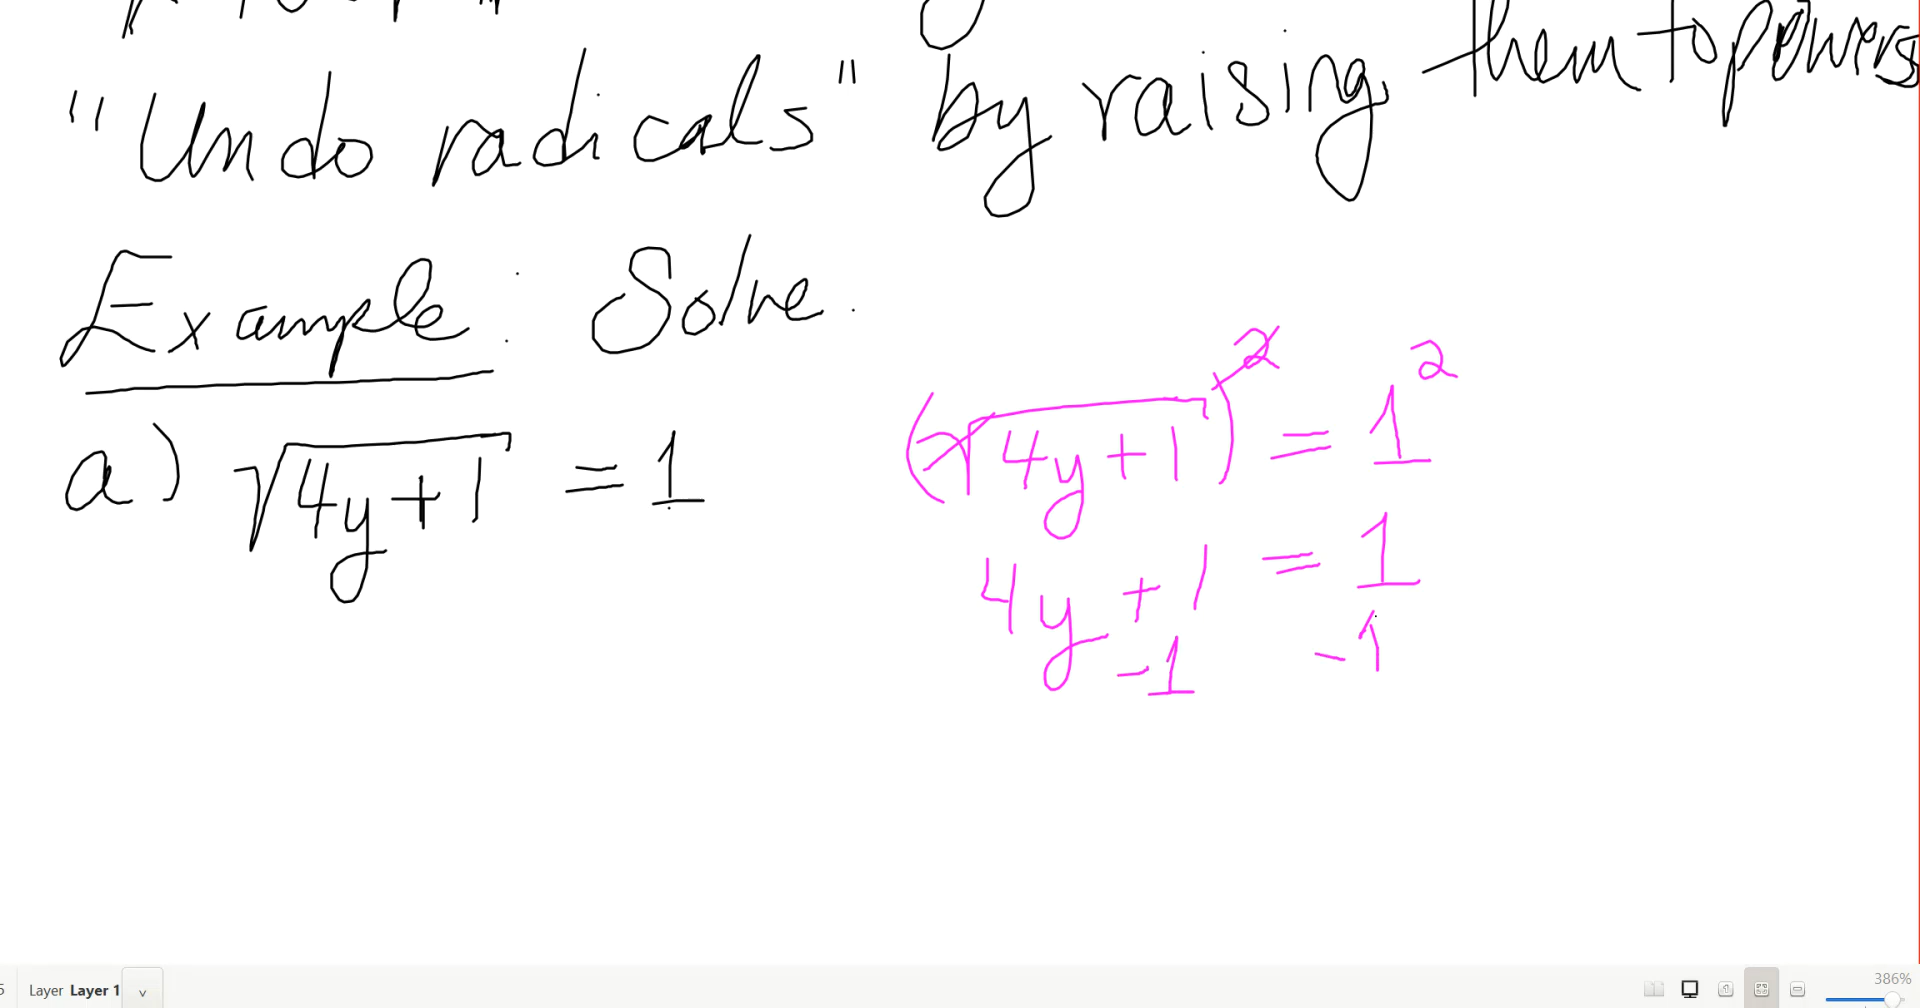 "Undo radicals" by raising them to powers
Example: Solve.
a) √(4y+1) = 1
(√(4y+1))² = 1²
4y + 1 = 1
-1 -1
Layer Layer 1
386%